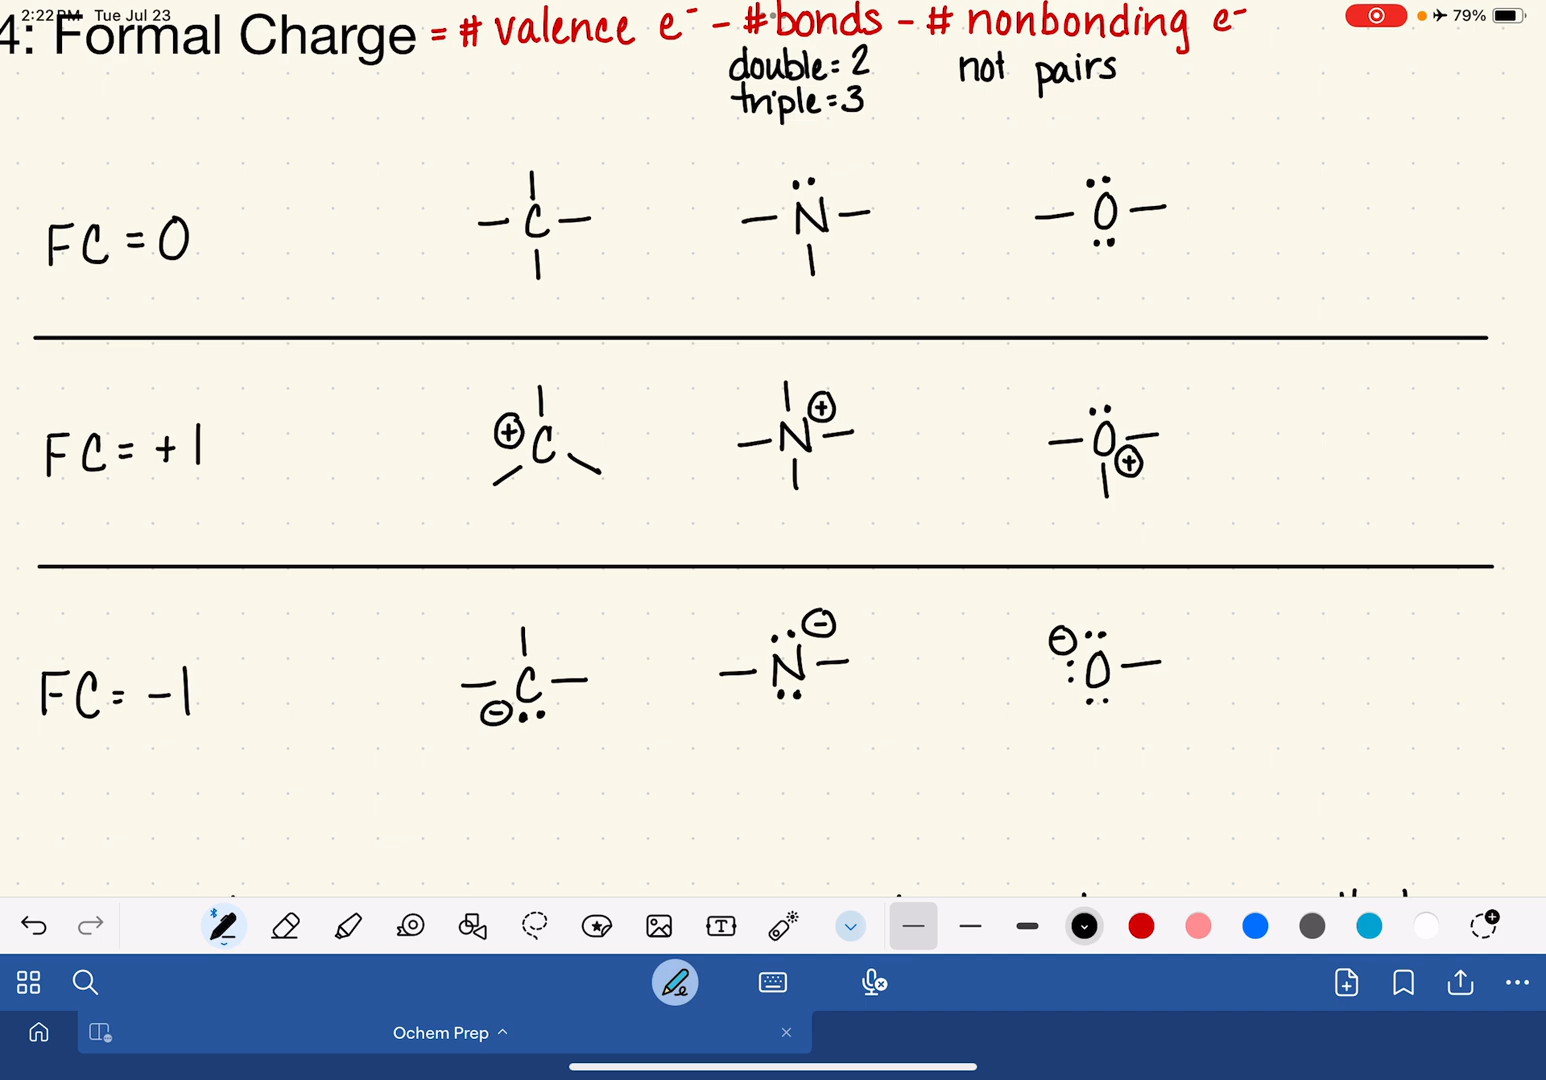 2:22 PM Tue Jul 23
79%
4: Formal Charge = # valence e⁻ - # bonds - # nonbonding e⁻
double = 2 not pairs
triple = 3
FC = 0 C N O
FC = +1 + C N + O +
FC = -1 C - N - - O
Ochem Prep